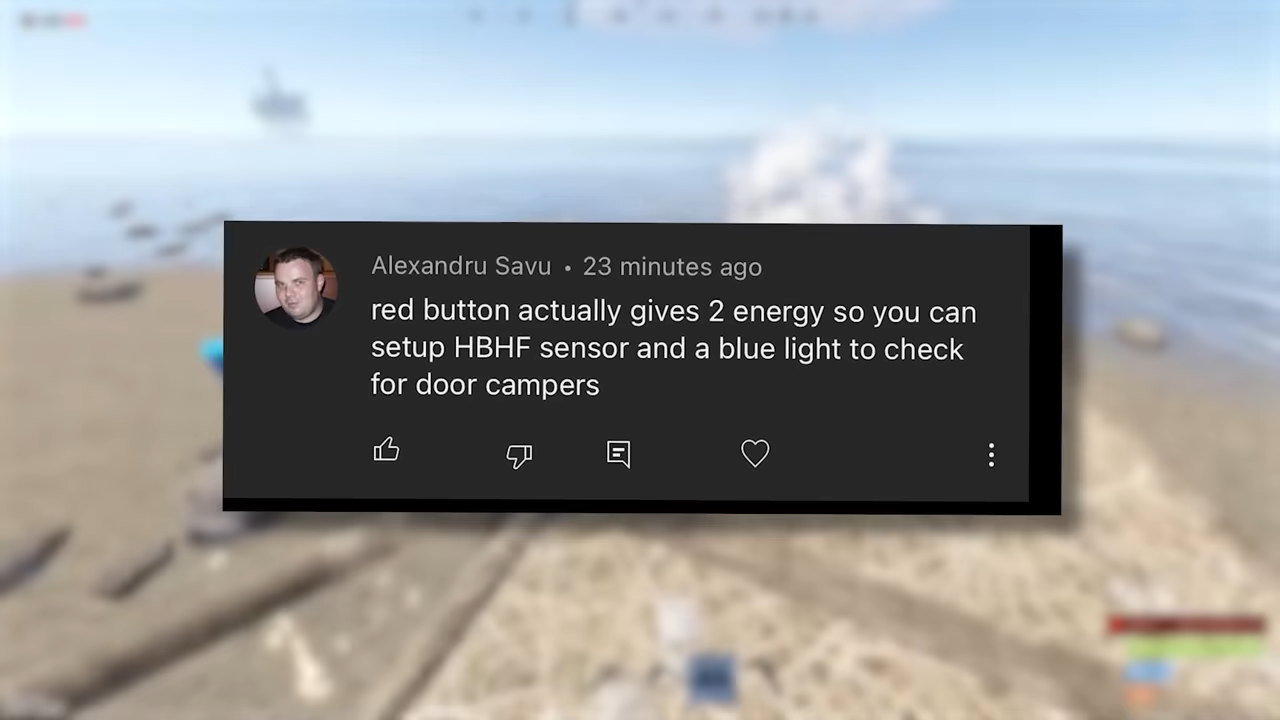 Alexandru Savu • 23 minutes ago
red button actually gives 2 energy so you can
setup HBHF sensor and a blue light to check
for door campers